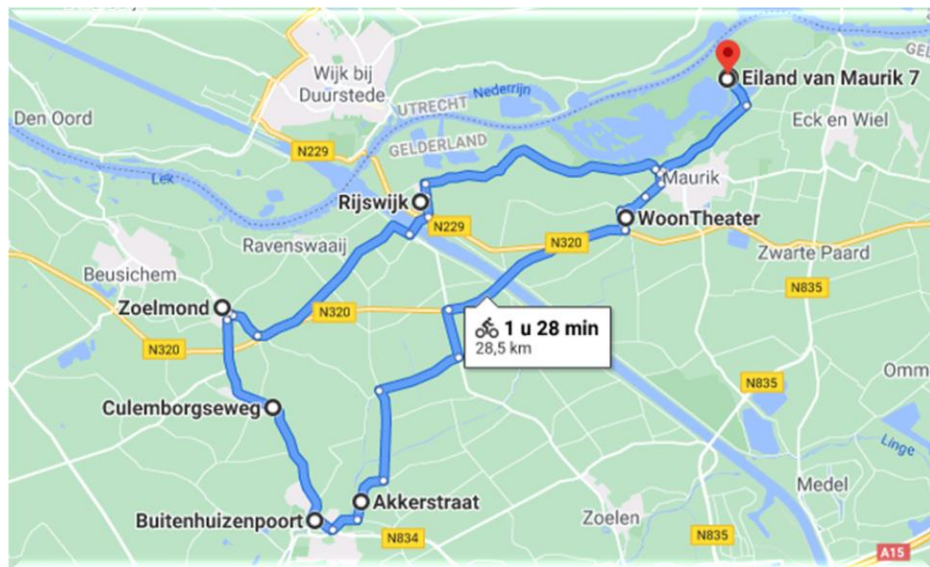 Wijk bij
Duurstede
Eiland van Maurik 7
Nederrijn
UTRECHT
GELDERLAND
Den Oord
Eck en Wiel
N229
Lek
Maurik
Rijswijk
WoonTheater
N229
Ravenswaaij
N320
Zwarte Paard
Beusichem
N835
Zoelmond
N320
1 u 28 min
28,5 km
N320
N835
Culemborgseweg
Linge
Medel
Akkerstraat
Buitenhuizenpoort
Zoelen
N834
N835
A15